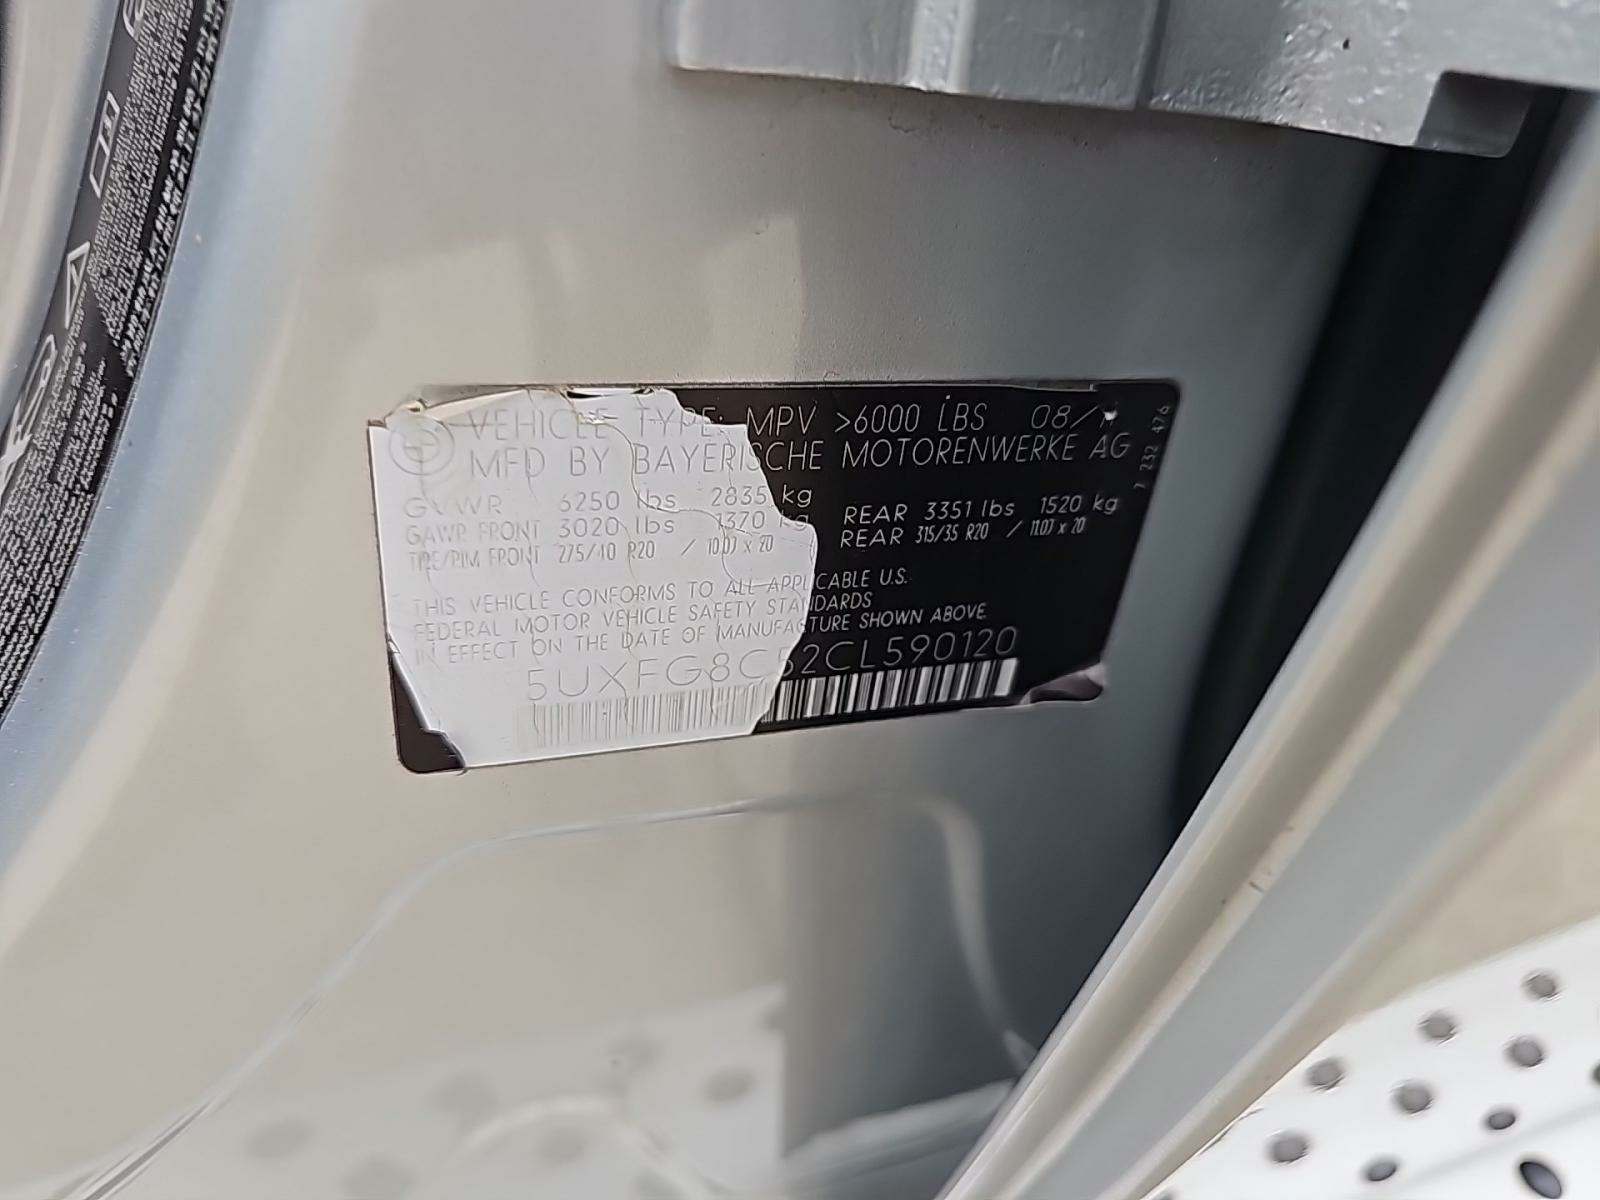 VEHICLE TYPE: MPV >6000 LBS 08/
MFD BY BAYERISCHE MOTORENWERKE AG
GVWR 6250 lbs 2835 kg
GAWR FRONT 3020 lbs 1370 kg REAR 3351 lbs 1520 kg
TIRE/RIM FRONT 275/40 R20 / 10.0J x 20 REAR 315/35 R20 / 11.0J x 20
THIS VEHICLE CONFORMS TO ALL APPLICABLE U.S.
FEDERAL MOTOR VEHICLE SAFETY STANDARDS
IN EFFECT ON THE DATE OF MANUFACTURE SHOWN ABOVE.
5UXFG8C52CL590120
7 232 476